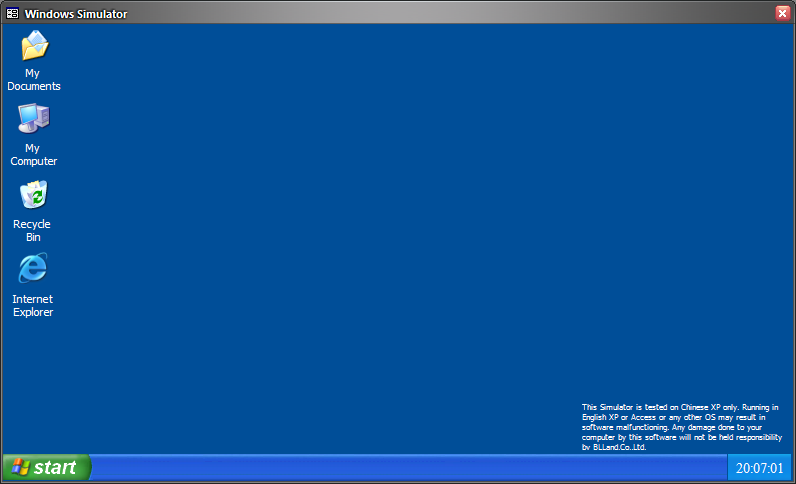 Windows Simulator
My
Documents
My
Computer
Recycle
Bin
Internet
Explorer
This Simulator is tested on Chinese XP only. Running in
English XP or Access or any other OS may result in
software malfunctioning. Any damage done to your
computer by this software will not be held responsibility
by BLLand.Co.Ltd.
start
20:07:01